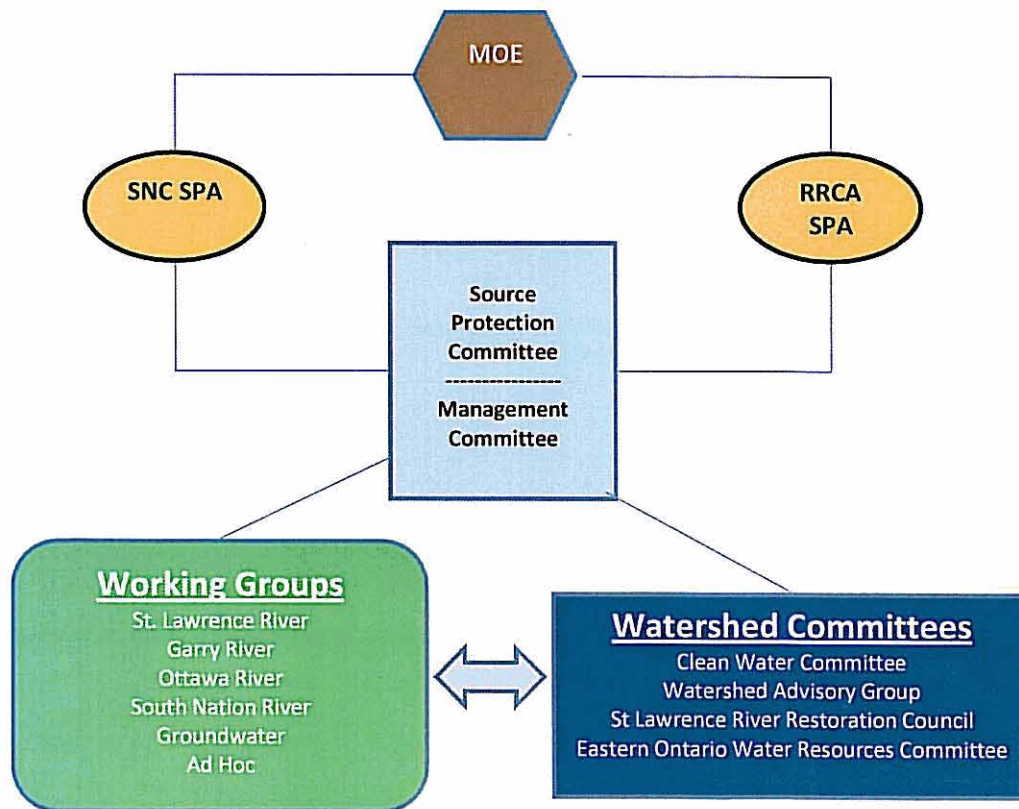 MOE
SNC SPA
RRCA
SPA
Source
Protection
Committee
-----------------
Management
Committee
Working Groups
St. Lawrence River
Garry River
Ottawa River
South Nation River
Groundwater
Ad Hoc
Watershed Committees
Clean Water Committee
Watershed Advisory Group
St Lawrence River Restoration Council
Eastern Ontario Water Resources Committee